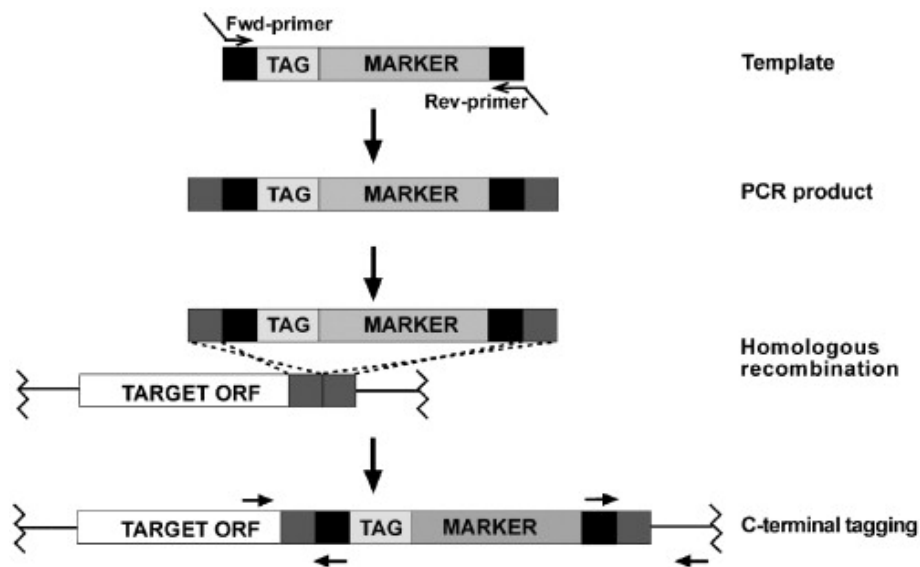 Fwd-primer
TAG MARKER
Template
Rev-primer
TAG MARKER
PCR product
TAG MARKER
Homologous
recombination
TARGET ORF
TARGET ORF TAG MARKER
C-terminal tagging